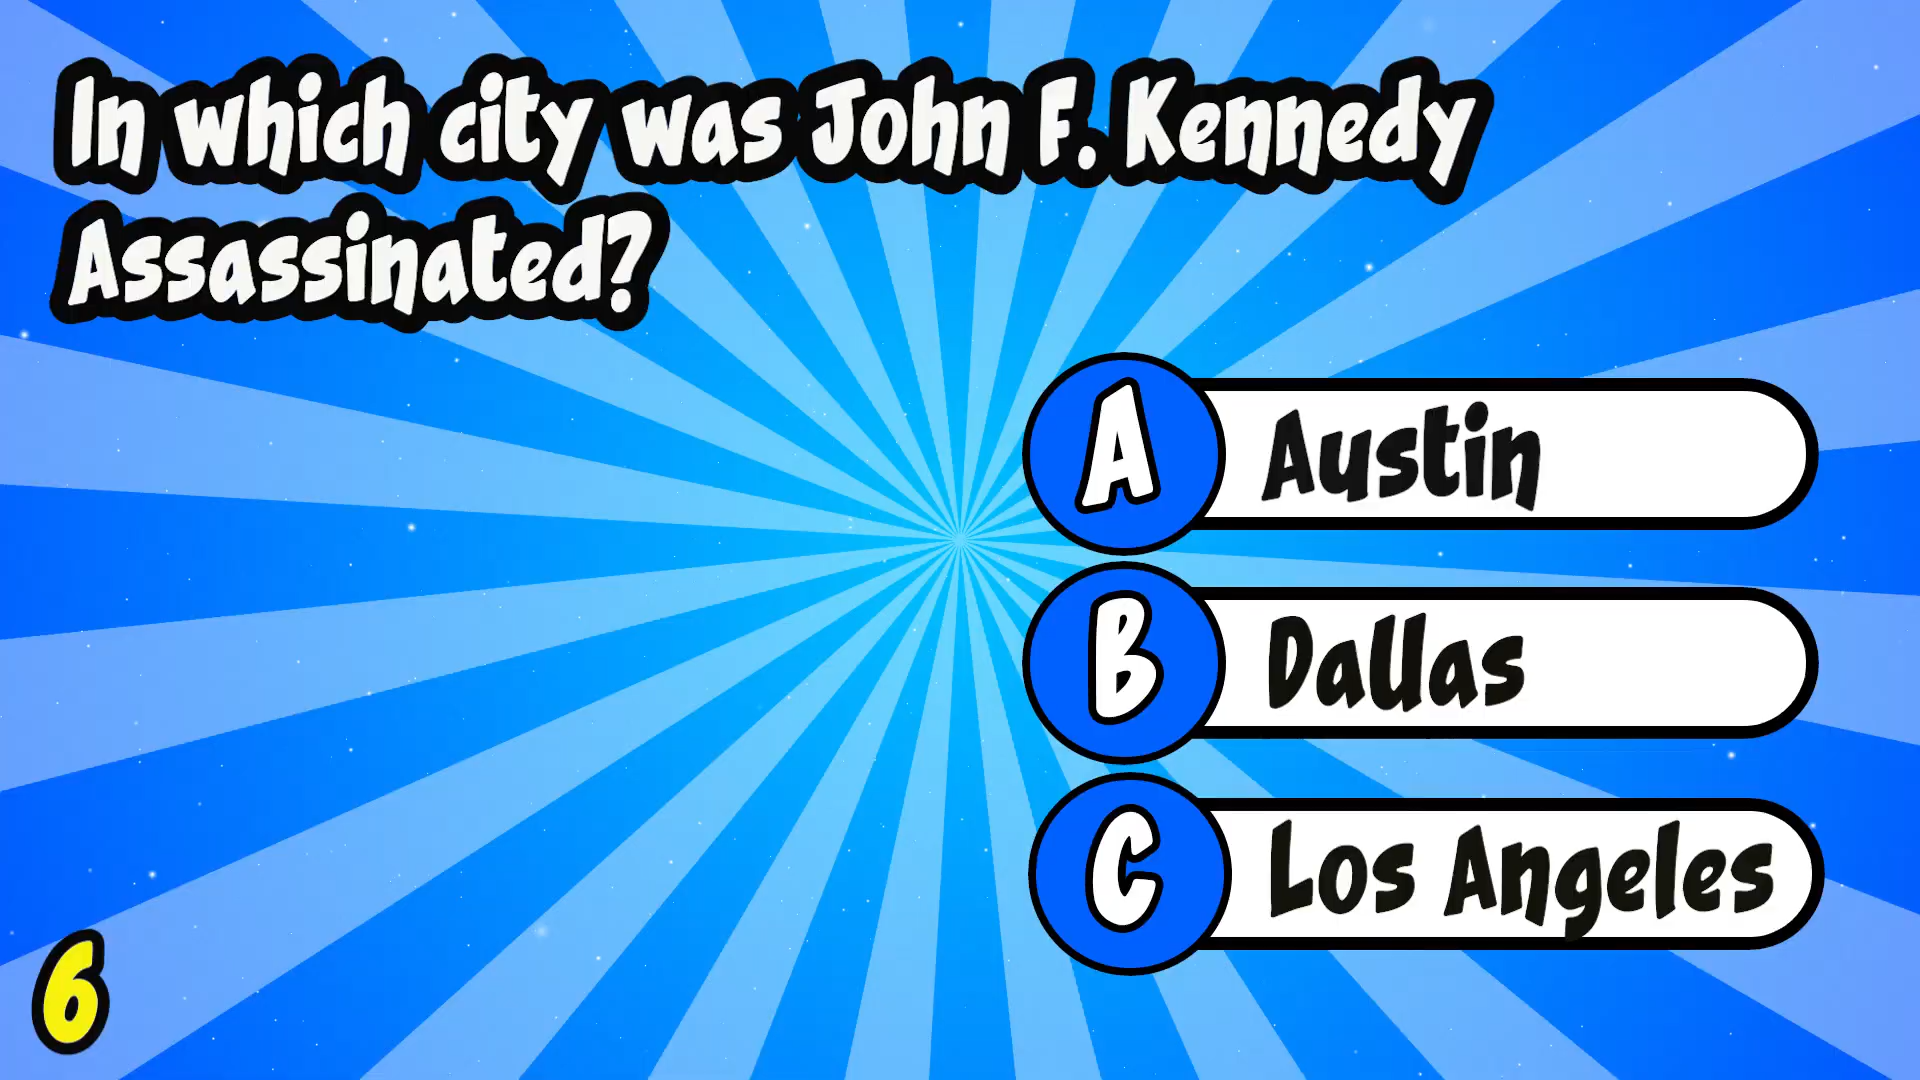 In which city was John F. Kennedy
Assassinated?
A Austin
B Dallas
C Los Angeles
6